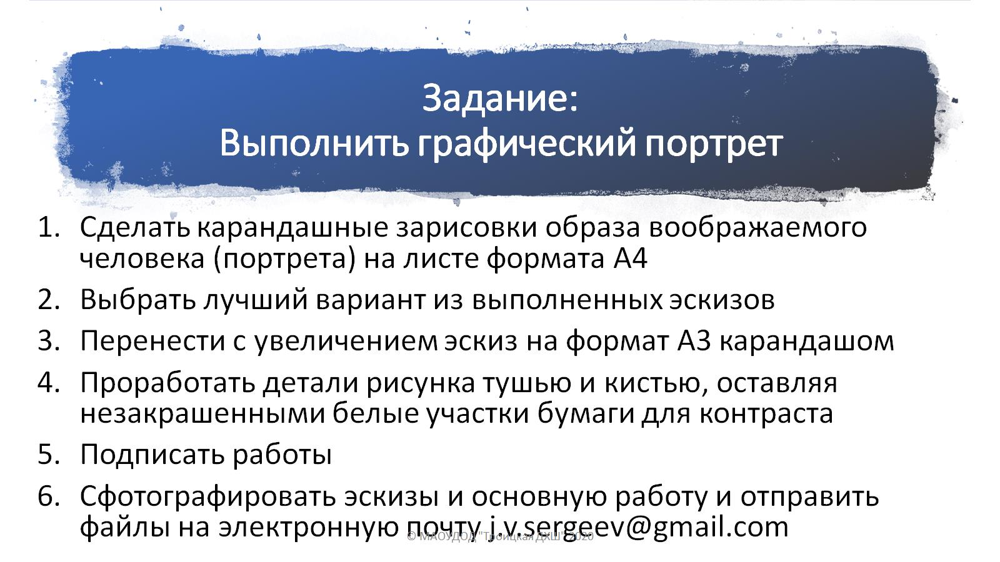 Задание:
Выполнить графический портрет
1. Сделать карандашные зарисовки образа воображаемого
человека (портрета) на листе формата А4
2. Выбрать лучший вариант из выполненных эскизов
3. Перенести с увеличением эскиз на формат А3 карандашом
4. Проработать детали рисунка тушью и кистью, оставляя
незакрашенными белые участки бумаги для контраста
5. Подписать работы
6. Сфотографировать эскизы и основную работу и отправить
файлы на электронную почту j.v.sergeev@gmail.com
© МАОУДОД "Троицкая ДХШ" 2020